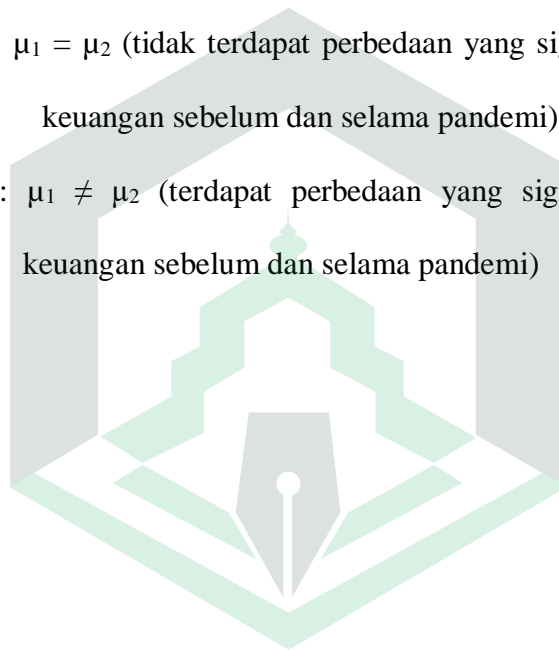 μ₁ = μ₂ (tidak terdapat perbedaan yang
keuangan sebelum dan selama pandemi)
: μ₁ ≠ μ₂ (terdapat perbedaan yang
keuangan sebelum dan selama pandemi)